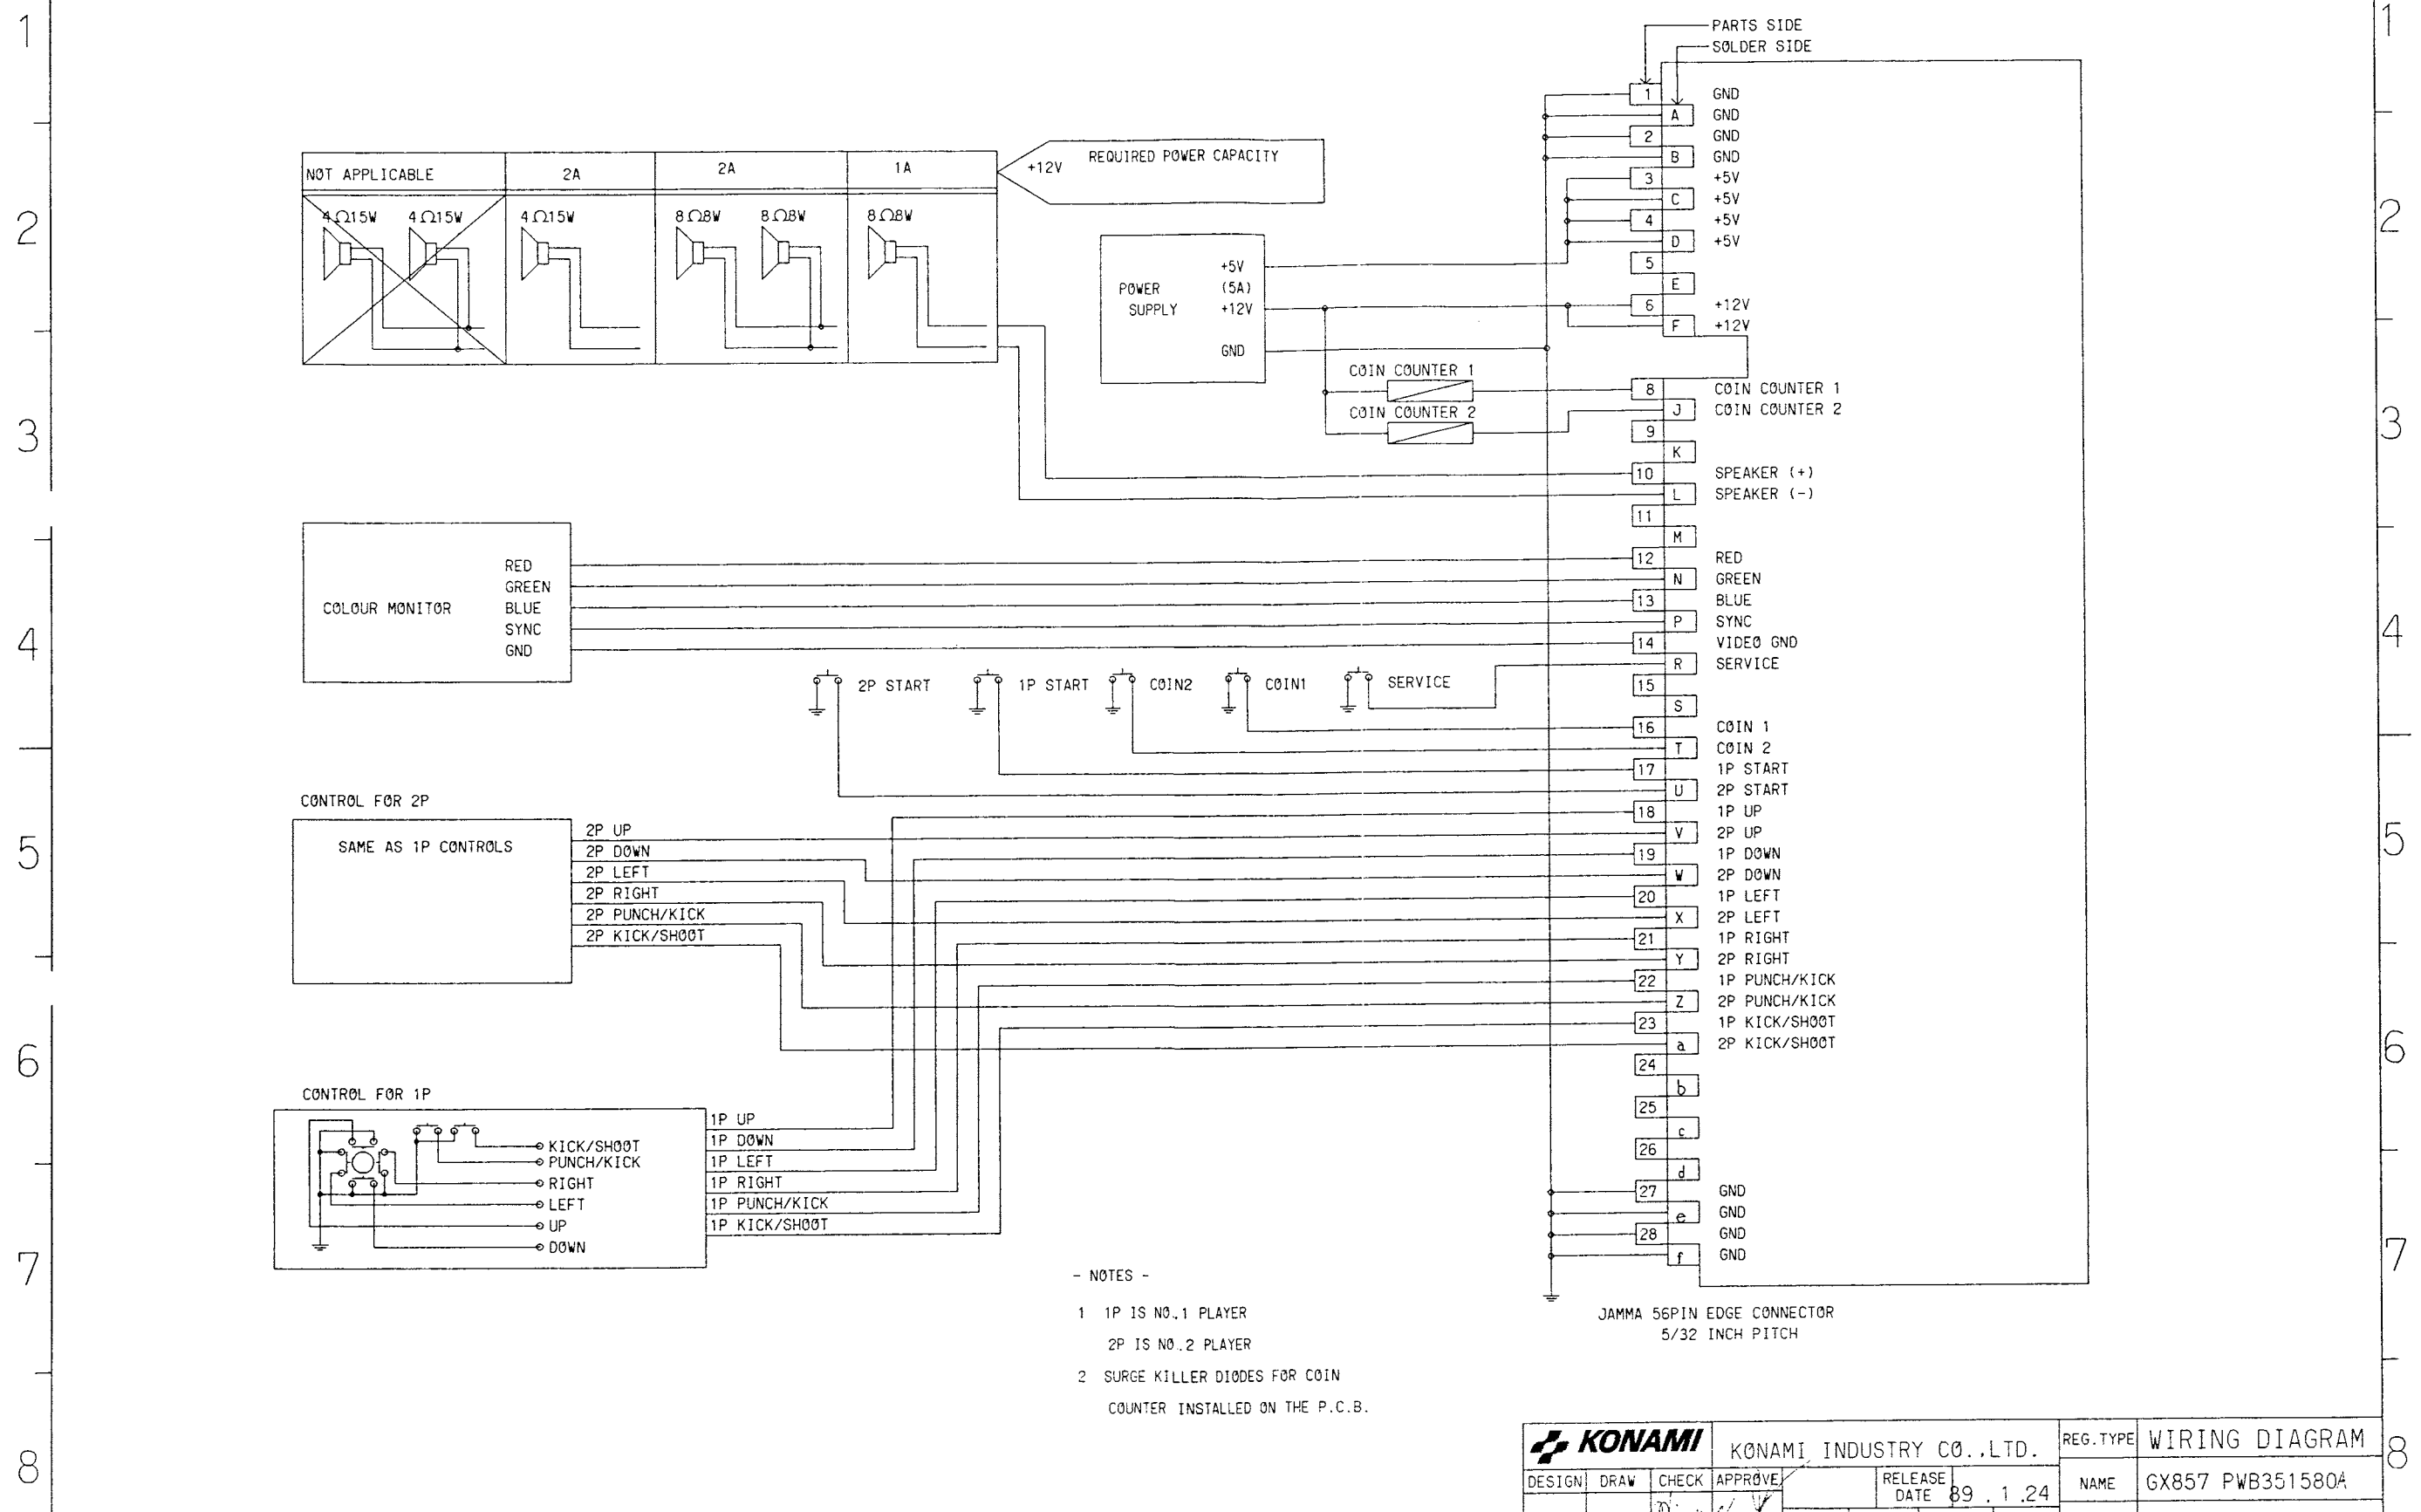 1
1
PARTS SIDE
SOLDER SIDE
1 GND
A GND
2 GND
B GND
3 +5V
C +5V
4 +5V
D +5V
5
E
6 +12V
F +12V
8 COIN COUNTER 1
J COIN COUNTER 2
9
K
10 SPEAKER (+)
L SPEAKER (-)
11
M
12 RED
N GREEN
13 BLUE
P SYNC
14 VIDEO GND
R SERVICE
15
S
16 COIN 1
T COIN 2
17 1P START
U 2P START
18 1P UP
V 2P UP
19 1P DOWN
W 2P DOWN
20 1P LEFT
X 2P LEFT
21 1P RIGHT
Y 2P RIGHT
22 1P PUNCH/KICK
Z 2P PUNCH/KICK
23 1P KICK/SHOOT
a 2P KICK/SHOOT
24
b
25
c
26
d
27 GND
e GND
28 GND
f GND
JAMMA 56PIN EDGE CONNECTOR
5/32 INCH PITCH
NOT APPLICABLE 2A 2A 1A
+12V REQUIRED POWER CAPACITY
4Ω15W 4Ω15W 4Ω15W 8Ω8W 8Ω8W 8Ω8W
2
2
POWER
SUPPLY
+5V
(5A)
+12V
GND
COIN COUNTER 1
COIN COUNTER 2
3
3
COLOUR MONITOR
RED
GREEN
BLUE
SYNC
GND
4
4
2P START 1P START COIN2 COIN1 SERVICE
CONTROL FOR 2P
SAME AS 1P CONTROLS
2P UP
2P DOWN
2P LEFT
2P RIGHT
2P PUNCH/KICK
2P KICK/SHOOT
5
5
6
6
CONTROL FOR 1P
KICK/SHOOT
PUNCH/KICK
RIGHT
LEFT
UP
DOWN
1P UP
1P DOWN
1P LEFT
1P RIGHT
1P PUNCH/KICK
1P KICK/SHOOT
7
7
- NOTES -
1 1P IS NO.1 PLAYER
2P IS NO.2 PLAYER
2 SURGE KILLER DIODES FOR COIN
COUNTER INSTALLED ON THE P.C.B.
8
8
KONAMI KONAMI INDUSTRY CO.,LTD. REG.TYPE WIRING DIAGRAM
DESIGN DRAW CHECK APPROVE RELEASE DATE 89 . 1 .24 NAME GX857 PWB351580A